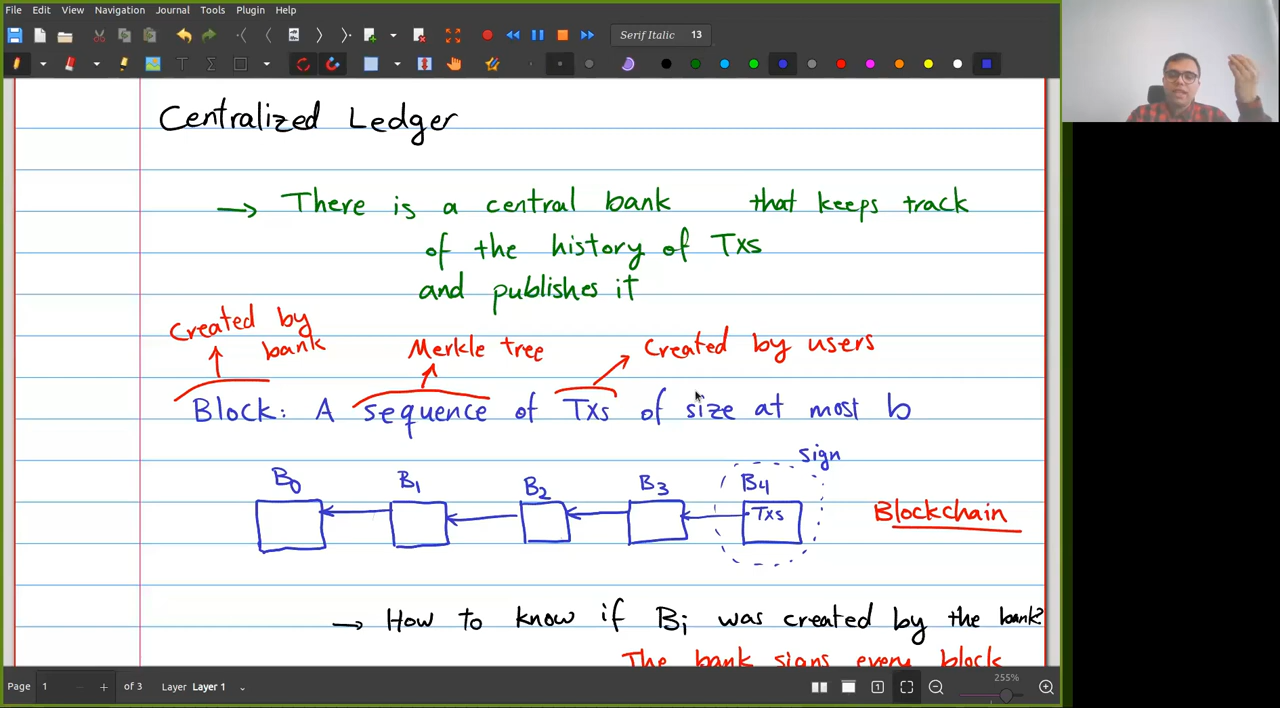 File Edit View Navigation Journal Tools Plugin Help
Serif Italic 13
Centralized Ledger
→ There is a central bank that keeps track
of the history of Txs
and publishes it
Created by
bank
Merkle tree
Created by users
Block: A sequence of Txs of size at most b
sign
B0 B1 B2 B3 B4
Txs
Blockchain
→ How to know if Bi was created by the bank?
The bank signs every block
Page 1 of 3 Layer Layer 1
255%